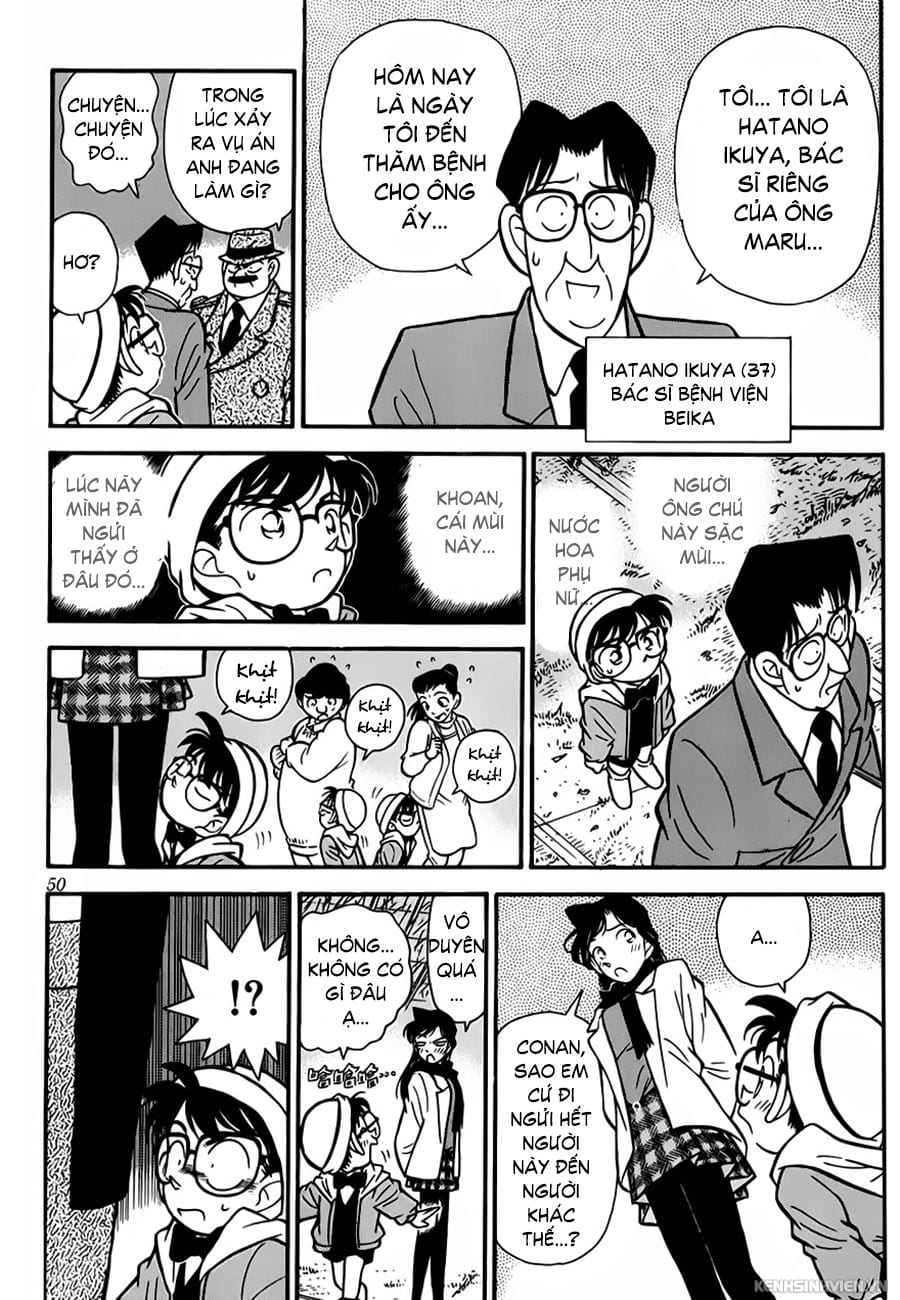 TÔI... TÔI LÀ
HATANO
IKUYA, BÁC
SĨ RIÊNG
CỦA ÔNG
MARU...
HÔM NAY
LÀ NGÀY
TÔI ĐẾN
THĂM BỆNH
CHO ÔNG
ẤY...
HATANO IKUYA (37)
BÁC SĨ BỆNH VIỆN
BEIKA
TRONG
LÚC XẢY
RA VỤ ÁN
ANH ĐANG
LÀM GÌ?
CHUYỆN...
CHUYỆN
ĐÓ...
HƠ?
NGƯỜI
ÔNG CHÚ
NÀY SẶC
MÙI...
NƯỚC
HOA
PHỤ
NỮ...
KHOAN,
CÁI MÙI
NÀY...
LÚC NÃY
MÌNH ĐÃ
NGỬI
THẤY Ở
ĐÂU ĐÓ...
Khịt
khịt!
Khịt
khịt!
Khịt
khịt!
50
A...
CONAN,
SAO EM
CỨ ĐI
NGỬI HẾT
NGƯỜI
NÀY ĐẾN
NGƯỜI
KHÁC
THẾ...?
VÔ
DUYÊN
QUÁ
...
KHÔNG...
KHÔNG CÓ
GÌ ĐÂU
Ạ...
哈哈哈...
!?
KENHSINHVIEN.VN